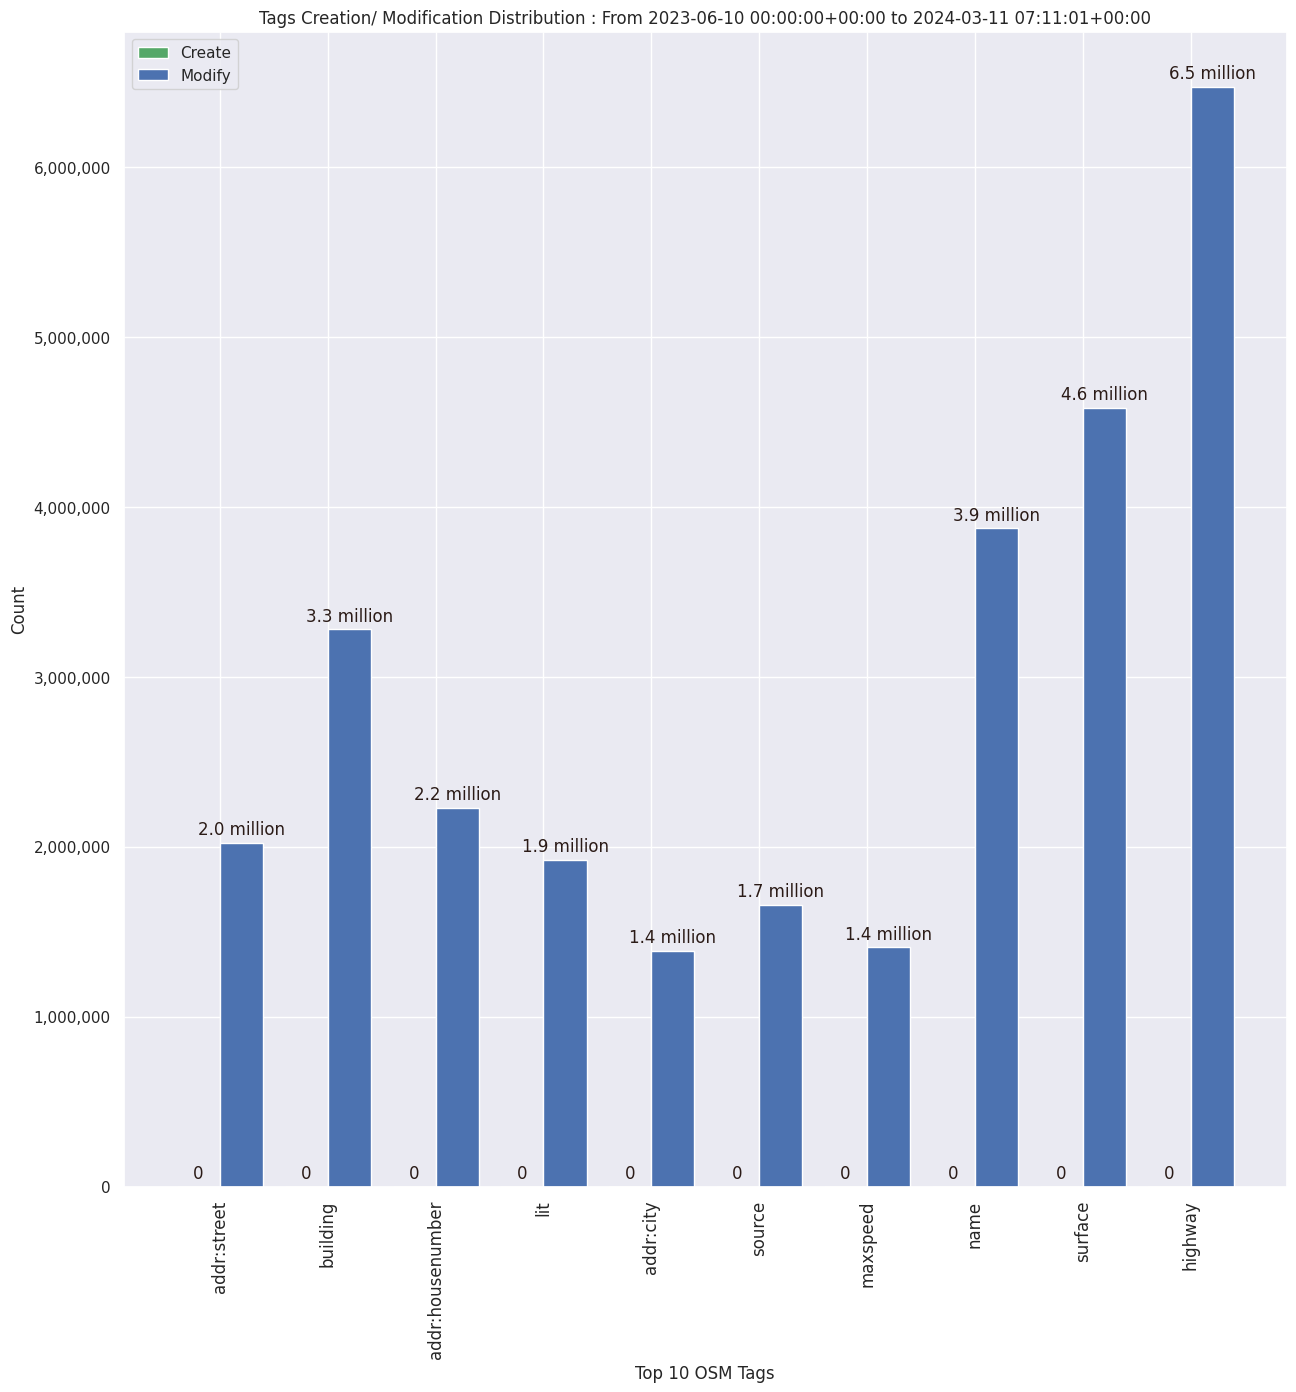 Tags Creation/ Modification Distribution : From 2023-06-10 00:00:00+00:00 to 2024-03-11 07:11:01+00:00
Create
Modify
6.5 million
6,000,000
5,000,000
4.6 million
4,000,000
3.9 million
Count
3.3 million
3,000,000
2.2 million
2.0 million
2,000,000
1.9 million
1.7 million
1.4 million
1.4 million
1,000,000
0
0 0 0 0 0 0 0 0 0 0
addr:street
building
addr:housenumber
lit
addr:city
source
maxspeed
name
surface
highway
Top 10 OSM Tags